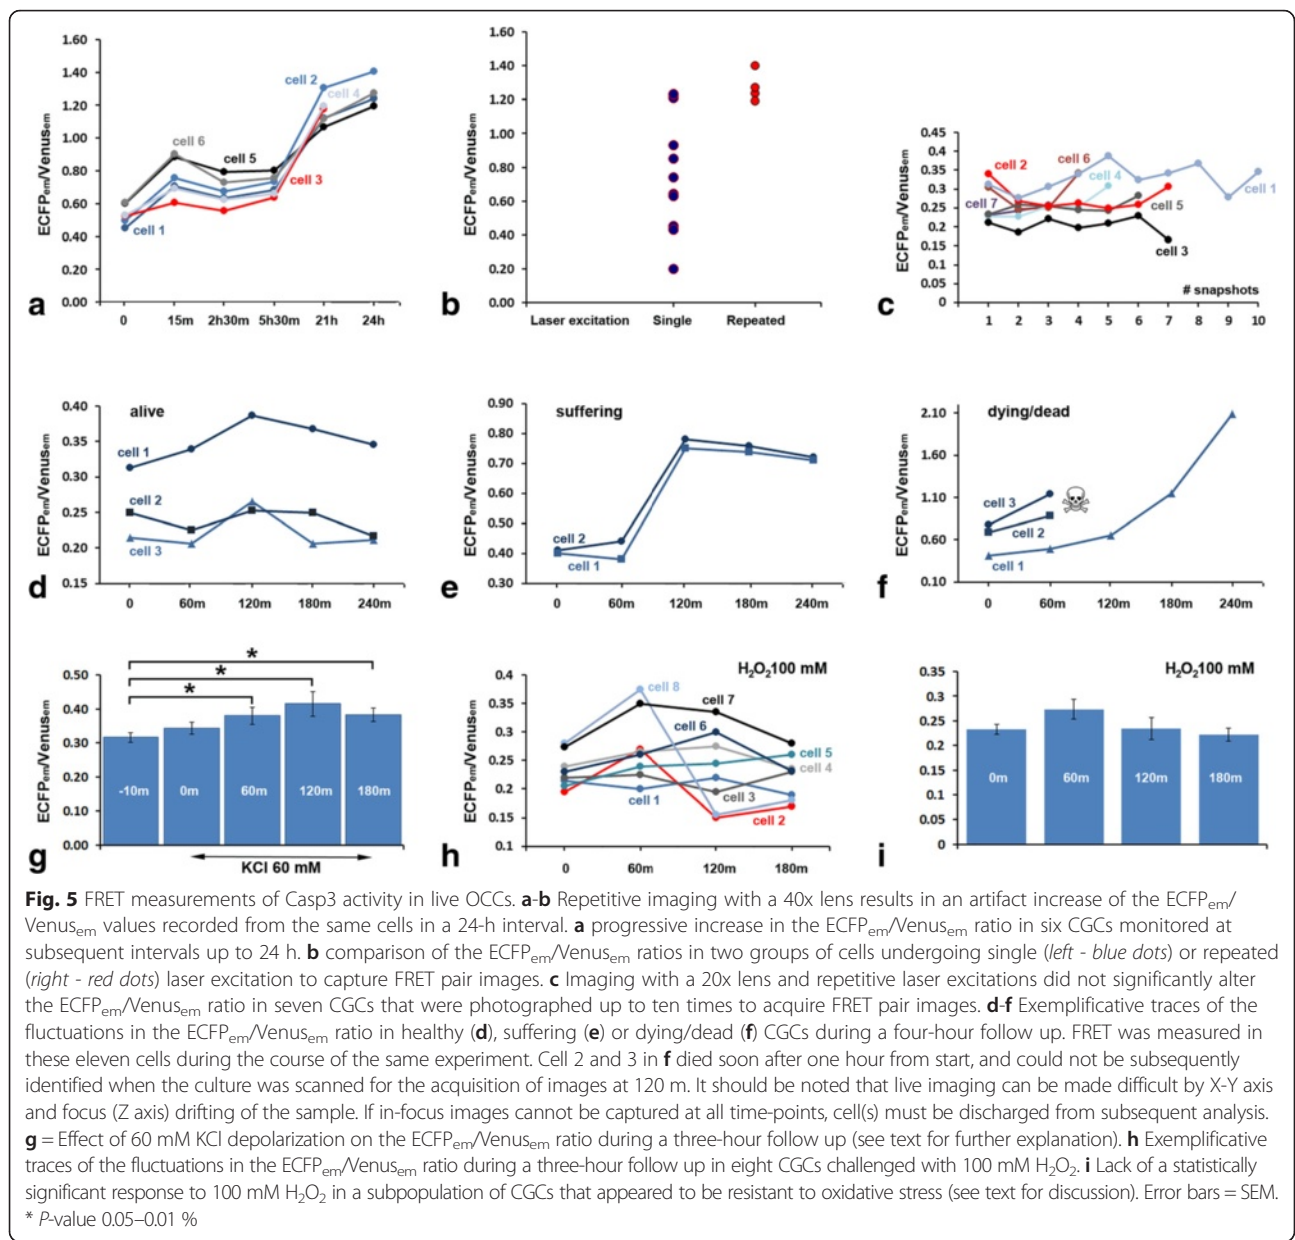 1.60
1.40
1.20
1.00
0.80
0.60
0.40
0.20
0.00
ECFPem/Venusem
cell 2
cell 4
cell 6
cell 5
cell 3
cell 1
0 15m 2h30m 5h30m 21h 24h
a
1.60
1.40
1.20
1.00
0.80
0.60
0.40
0.20
0.00
ECFPem/Venusem
Laser excitation Single Repeated
b
0.45
0.4
0.35
0.3
0.25
0.2
0.15
0.1
0.05
0
ECFPem/Venusem
cell 2
cell 6
cell 4
cell 1
cell 7
cell 5
cell 3
# snapshots
1 2 3 4 5 6 7 8 9 10
c
0.40
0.35
0.30
0.25
0.20
0.15
ECFPem/Venusem
alive
cell 1
cell 2
cell 3
0 60m 120m 180m 240m
d
0.90
0.80
0.70
0.60
0.50
0.40
0.30
ECFPem/Venusem
suffering
cell 2
cell 1
0 60m 120m 180m 240m
e
2.10
1.60
1.10
0.60
0.10
ECFPem/Venusem
dying/dead
cell 3
cell 2
cell 1
0 60m 120m 180m 240m
f
0.50
0.40
0.30
0.20
0.10
0.00
ECFPem/Venusem
*
*
*
-10m 0m 60m 120m 180m
KCl 60 mM
g
0.4
0.35
0.3
0.25
0.2
0.15
0.1
ECFPem/Venusem
H₂O₂100 mM
cell 8
cell 7
cell 6
cell 5
cell 4
cell 3
cell 1
cell 2
0 60m 120m 180m
h
0.35
0.3
0.25
0.2
0.15
0.1
0.05
0
ECFPem/Venusem
H₂O₂100 mM
0m 60m 120m 180m
i
Fig. 5 FRET measurements of Casp3 activity in live OCCs. a-b Repetitive imaging with a 40x lens results in an artifact increase of the ECFPem/
Venusem values recorded from the same cells in a 24-h interval. a progressive increase in the ECFPem/Venusem ratio in six CGCs monitored at
subsequent intervals up to 24 h. b comparison of the ECFPem/Venusem ratios in two groups of cells undergoing single (left - blue dots) or repeated
(right - red dots) laser excitation to capture FRET pair images. c Imaging with a 20x lens and repetitive laser excitations did not significantly alter
the ECFPem/Venusem ratio in seven CGCs that were photographed up to ten times to acquire FRET pair images. d-f Exemplificative traces of the
fluctuations in the ECFPem/Venusem ratio in healthy (d), suffering (e) or dying/dead (f) CGCs during a four-hour follow up. FRET was measured in
these eleven cells during the course of the same experiment. Cell 2 and 3 in f died soon after one hour from start, and could not be subsequently
identified when the culture was scanned for the acquisition of images at 120 m. It should be noted that live imaging can be made difficult by X-Y axis
and focus (Z axis) drifting of the sample. If in-focus images cannot be captured at all time-points, cell(s) must be discharged from subsequent analysis.
g = Effect of 60 mM KCl depolarization on the ECFPem/Venusem ratio during a three-hour follow up (see text for further explanation). h Exemplificative
traces of the fluctuations in the ECFPem/Venusem ratio during a three-hour follow up in eight CGCs challenged with 100 mM H₂O₂. i Lack of a statistically
significant response to 100 mM H₂O₂ in a subpopulation of CGCs that appeared to be resistant to oxidative stress (see text for discussion). Error bars = SEM.
* P-value 0.05–0.01 %